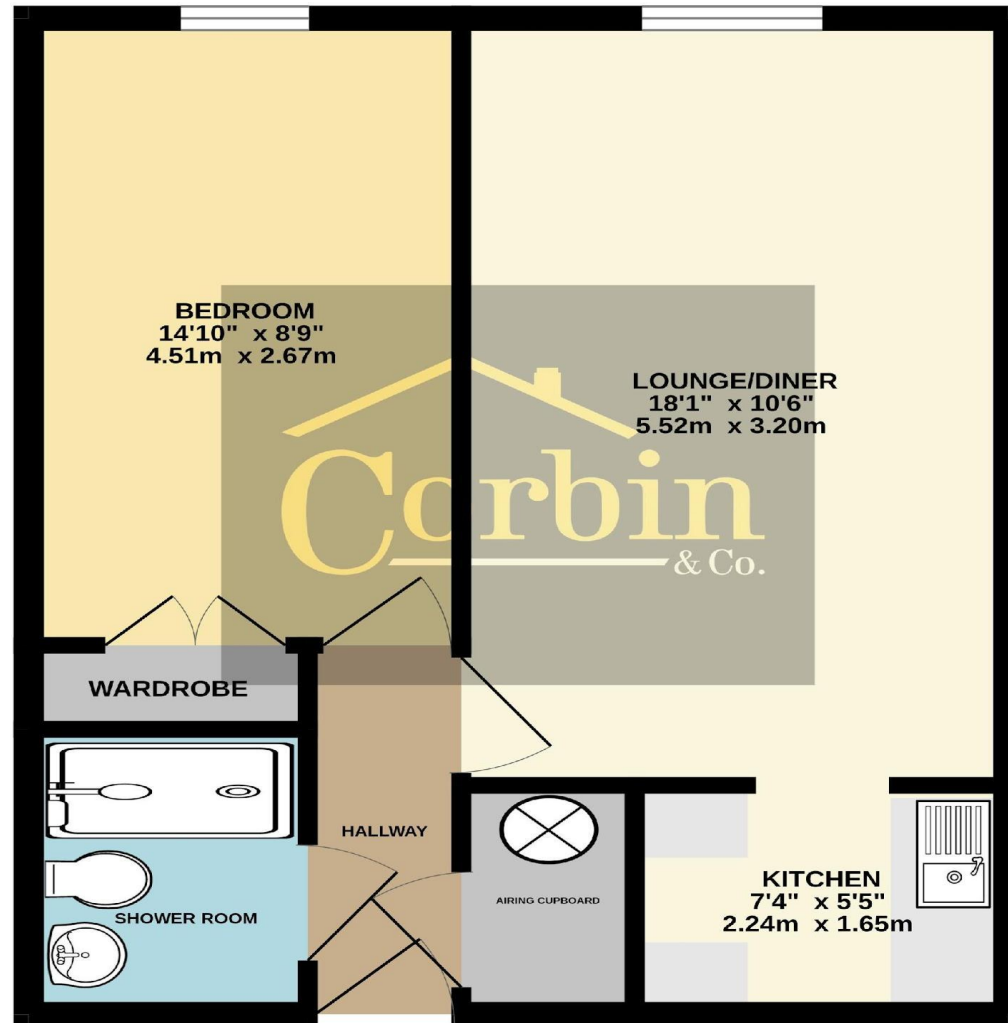 BEDROOM
14'10" x 8'9"
4.51m x 2.67m
LOUNGE/DINER
18'1" x 10'6"
5.52m x 3.20m
Corbin
& Co.
WARDROBE
HALLWAY
SHOWER ROOM
AIRING CUPBOARD
KITCHEN
7'4" x 5'5"
2.24m x 1.65m